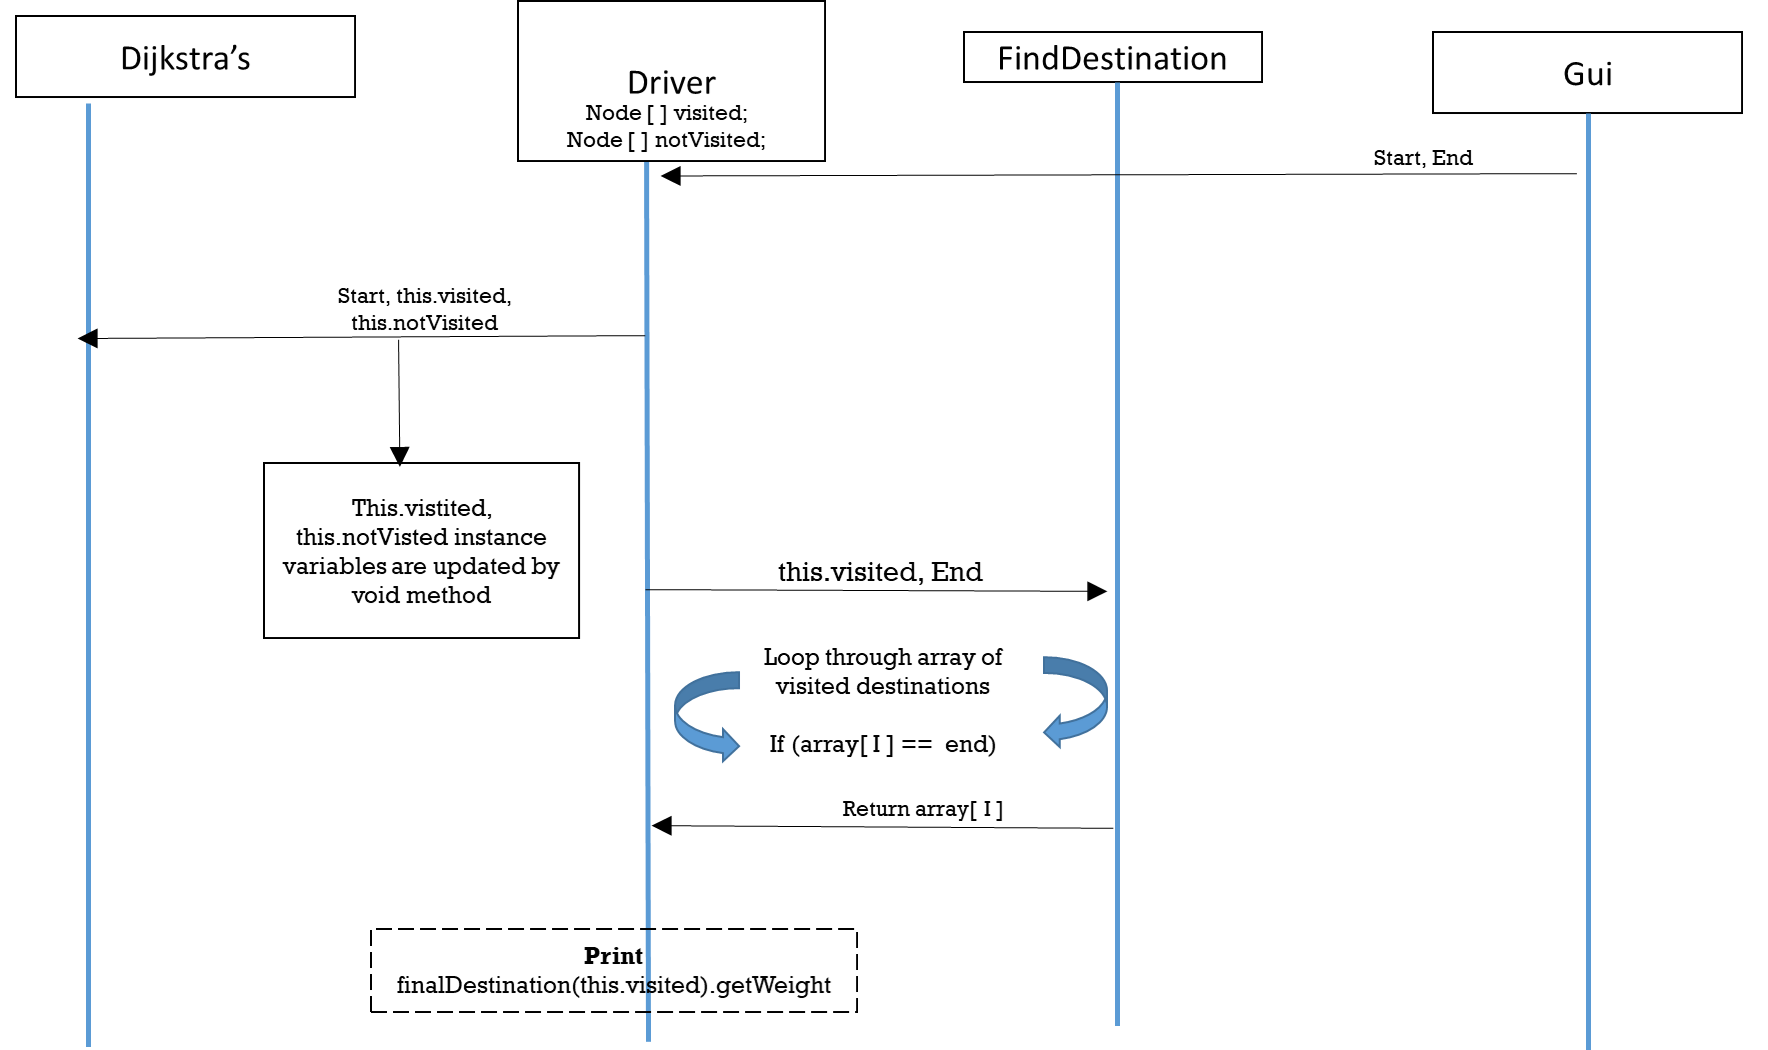 Dijkstra’s
Driver
Node [ ] visited;
Node [ ] notVisited;
FindDestination
Gui
Start, End
Start, this.visited,
this.notVisited
This.vistited,
this.notVisted instance
variables are updated by
void method
this.visited, End
Loop through array of
visited destinations
If (array[ I ] ==  end)
Return array[ I ]
Print
finalDestination(this.visited).getWeight